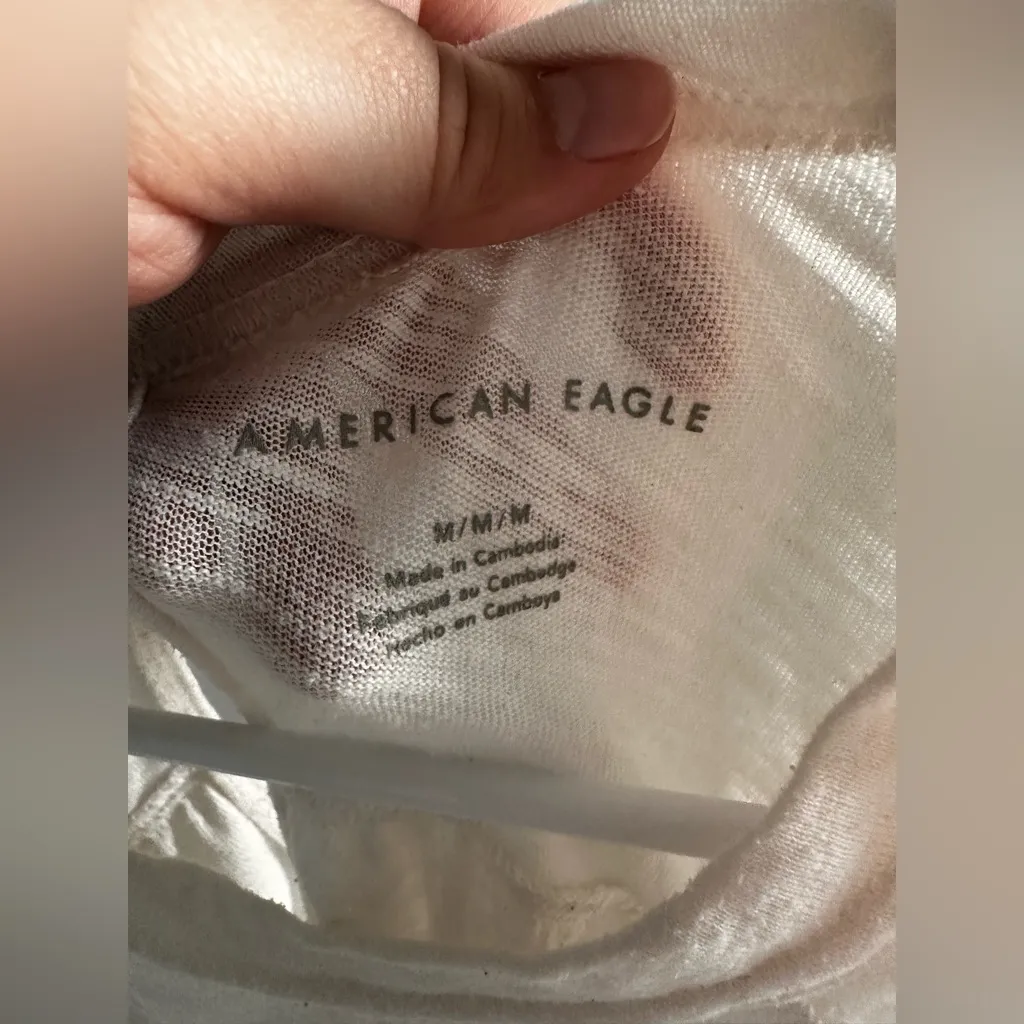 AMERICAN EAGLE
M/M/M
Made in Cambodia
Fabriqué au Cambodge
Hecho en Camboya